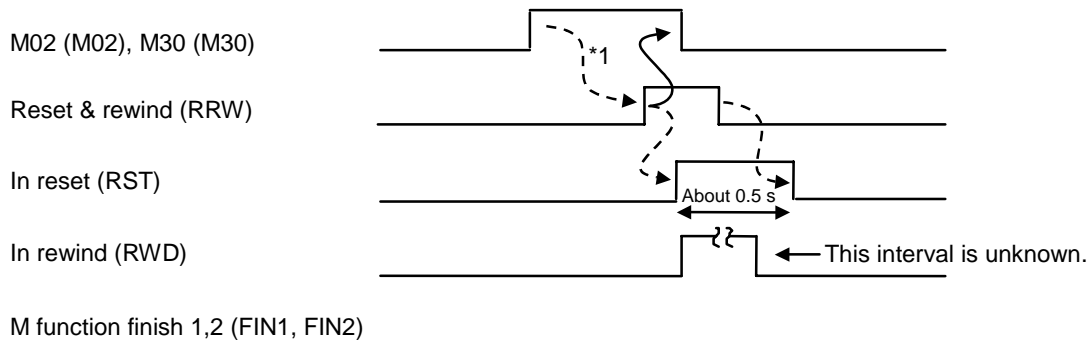 M02 (M02), M30 (M30)
*1
Reset & rewind (RRW)
In reset (RST)
About 0.5 s
In rewind (RWD)
This interval is unknown.
M function finish 1,2 (FIN1, FIN2)